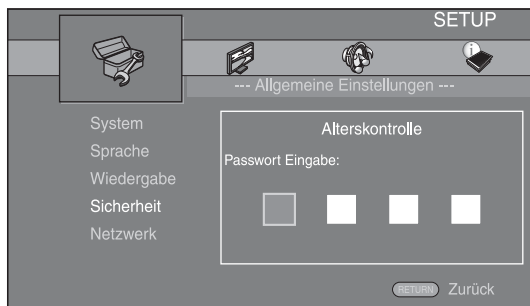 SETUP
--- Allgemeine Einstellungen ---
System
Sprache
Wiedergabe
Sicherheit
Netzwerk
Alterskontrolle
Passwort Eingabe:
RETURN Zurück